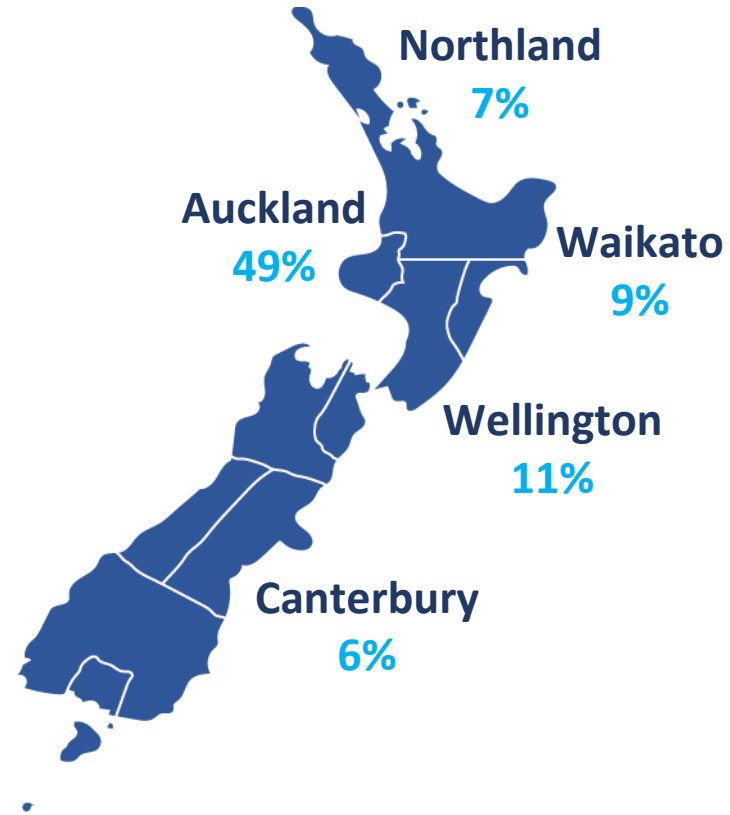 Northland
7%
Auckland
49%
Waikato
9%
Wellington
11%
Canterbury
6%